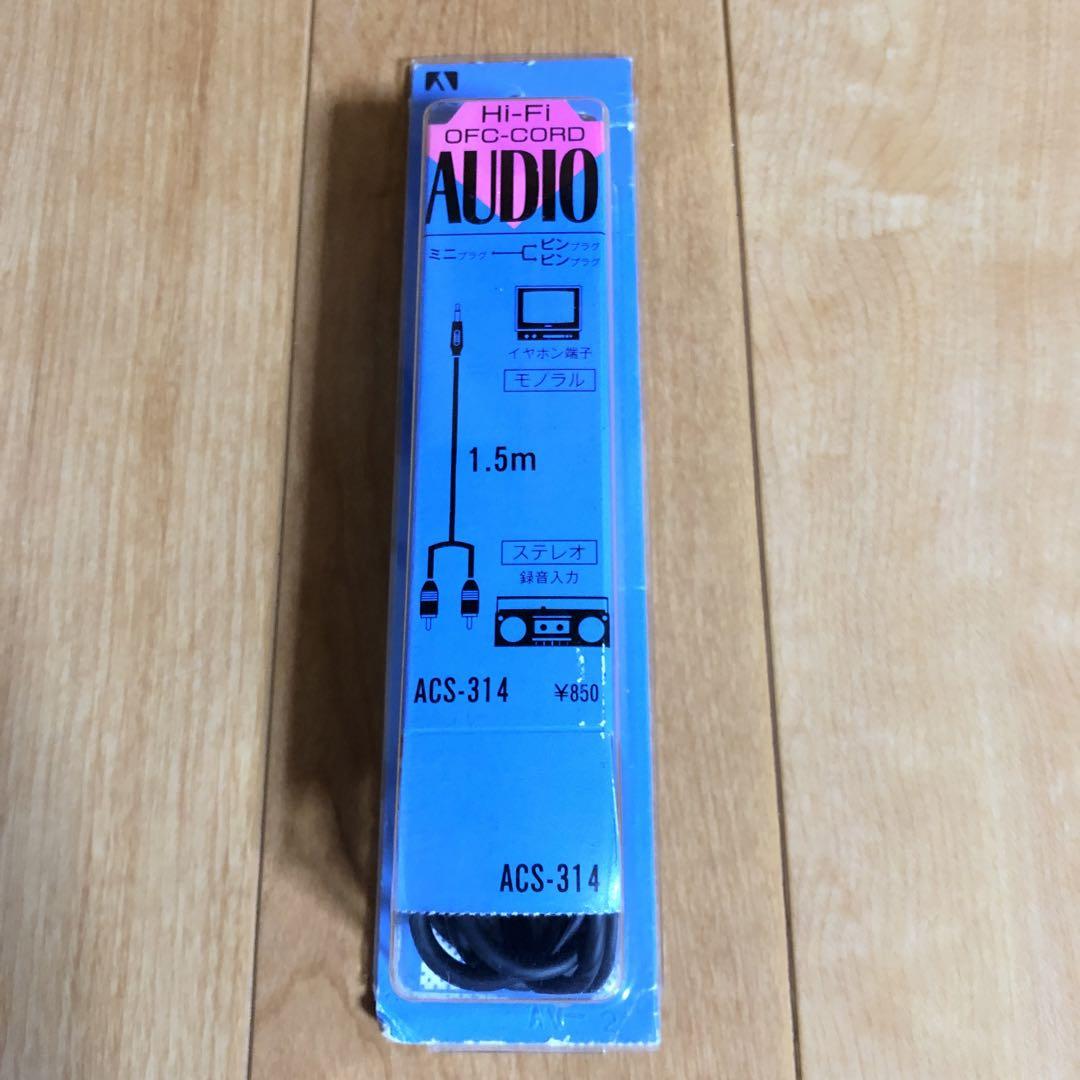 Hi-Fi
OFC-CORD
AUDIO
ミニプラグ
ピンプラグ
ピンプラグ
イヤホン端子
モノラル
1.5m
ステレオ
録音入力
ACS-314 ¥850
ACS-314